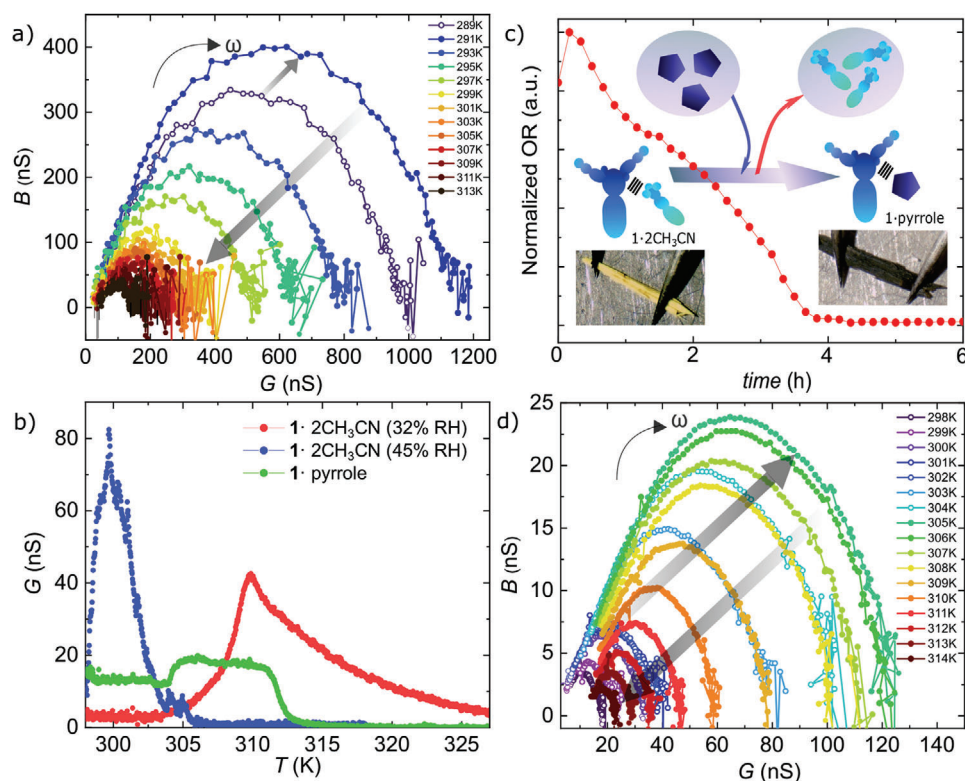 a)
ω
B (nS)
400
300
200
100
0
0 200 400 600 800 1000 1200
G (nS)
289K
291K
293K
295K
297K
299K
301K
303K
305K
307K
309K
311K
313K
c)
Normalized OR (a.u.)
1·2CH₃CN
1·pyrrole
0 2 4 6
time (h)
b)
1· 2CH₃CN (32% RH)
1· 2CH₃CN (45% RH)
1· pyrrole
G (nS)
80
60
40
20
0
300 305 310 315 320 325
T (K)
d)
ω
B (nS)
25
20
15
10
5
0
20 40 60 80 100 120 150
G (nS)
298K
299K
300K
301K
302K
303K
304K
305K
306K
307K
308K
309K
310K
311K
312K
313K
314K